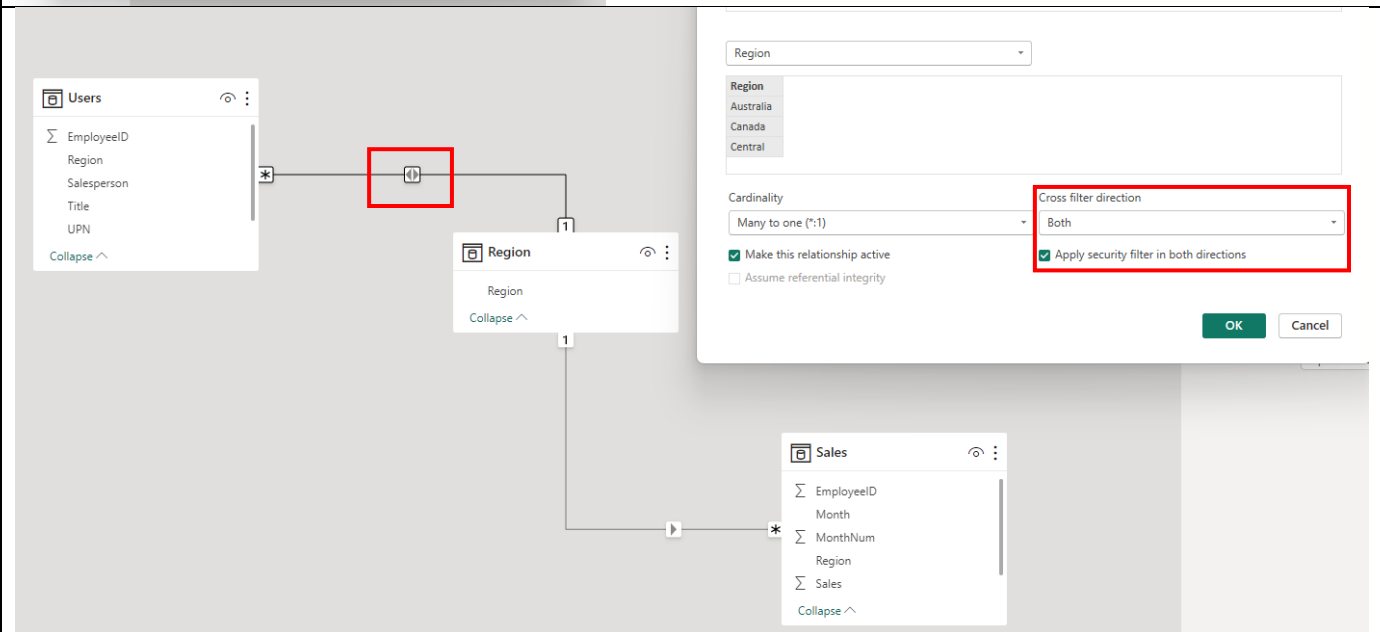 Users
EmployeeID
Region
Salesperson
Title
UPN
Collapse
*
1
Region
Region
Collapse
1
*
Sales
EmployeeID
Month
MonthNum
Region
Sales
Collapse
Region
Region
Australia
Canada
Central
Cardinality
Many to one (*:1)
Make this relationship active
Assume referential integrity
Cross filter direction
Both
Apply security filter in both directions
OK
Cancel